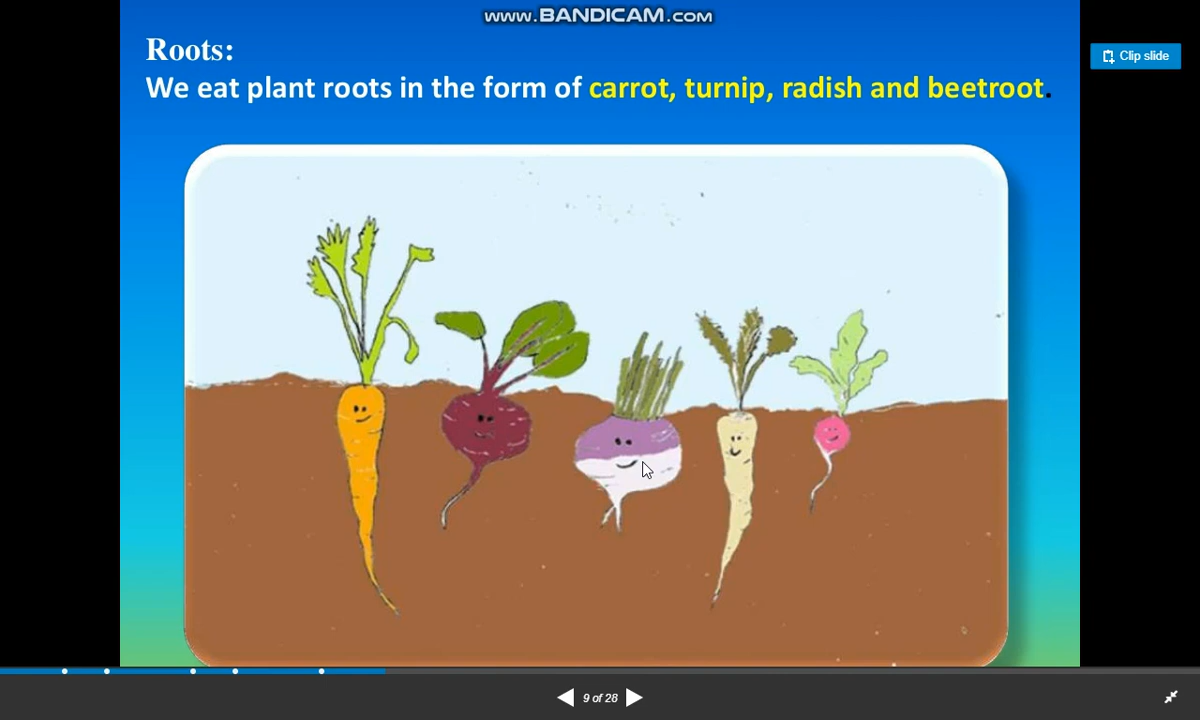 www.BANDICAM.com
Roots:
We eat plant roots in the form of carrot, turnip, radish and beetroot.
Clip slide
9 of 28